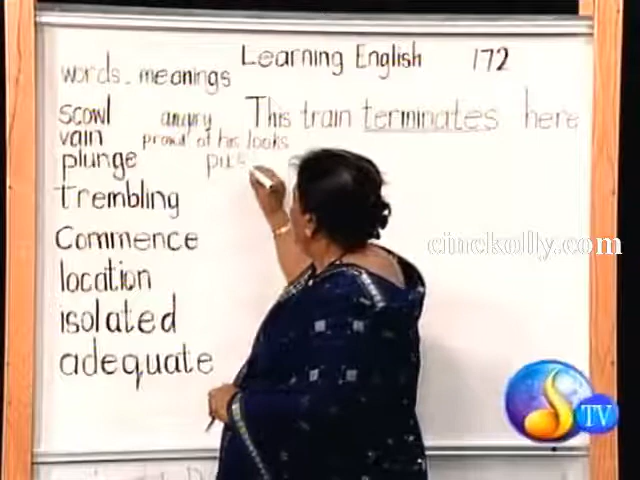 Learning English 172
words - meanings
scowl angry This train terminates here
vain proud of his looks
plunge
trembling
Commence
location
isolated
adequate
cinekolly.com
TV